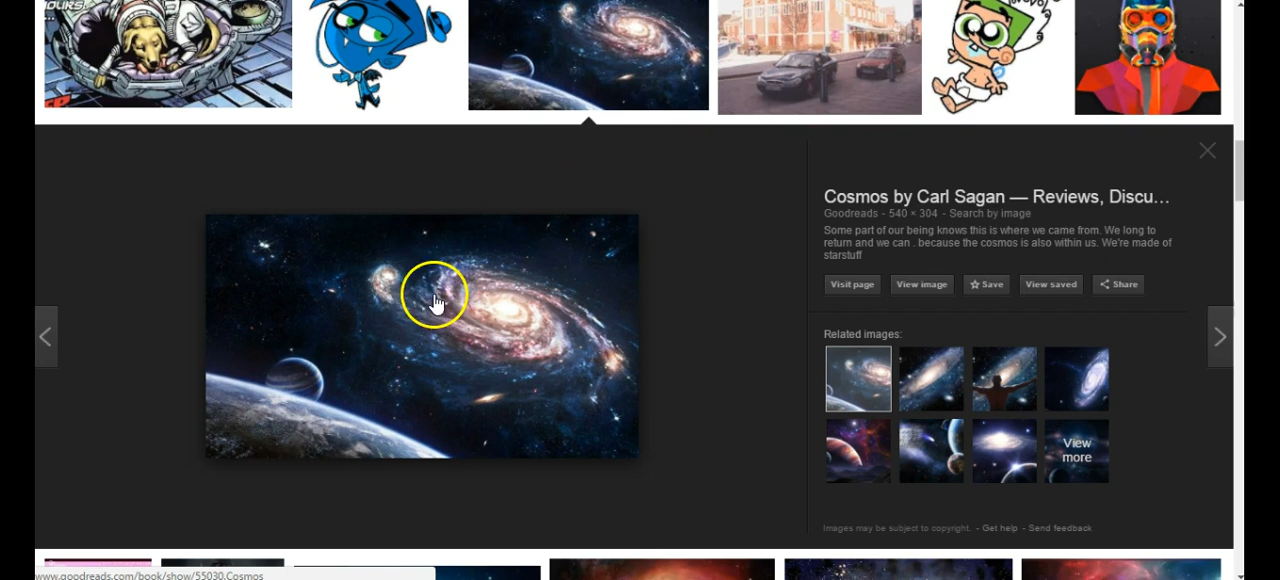 Cosmos by Carl Sagan — Reviews, Discu...
Goodreads - 540 × 304 - Search by image
Some part of our being knows this is where we came from. We long to
return and we can . because the cosmos is also within us. We're made of
starstuff
Visit page View image Save View saved Share
Related images:
View
more
Images may be subject to copyright. - Get help - Send feedback
www.goodreads.com/book/show/55030.Cosmos